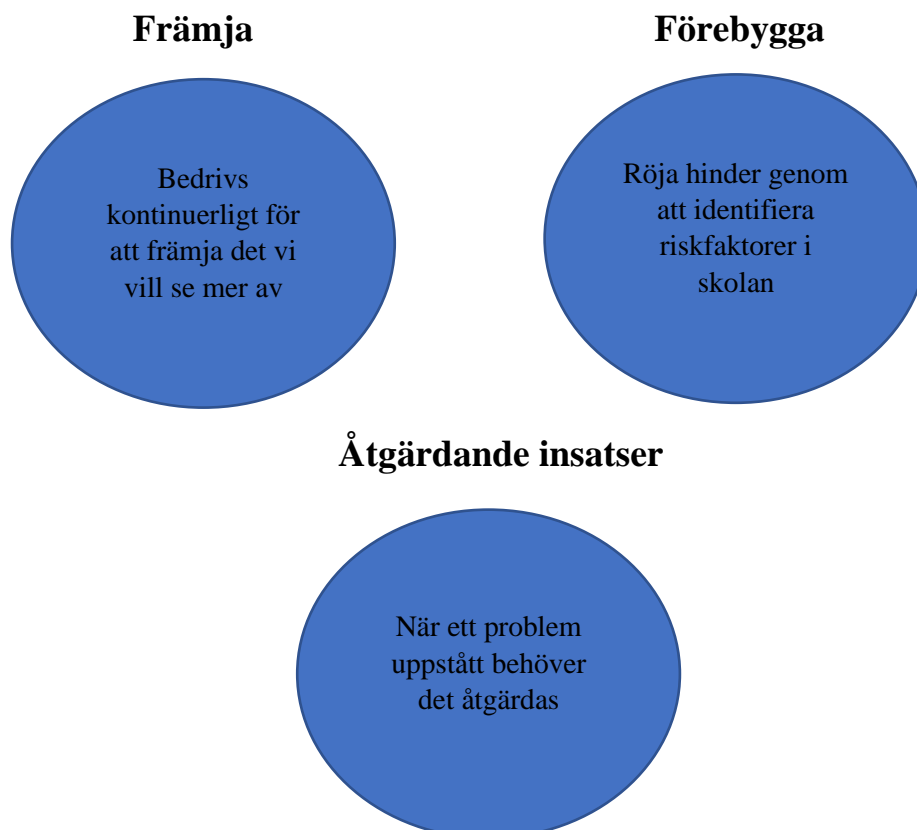 Främja
Förebygga
Bedrivs
kontinuerligt för
att främja det vi
vill se mer av
Röja hinder genom
att identifiera
riskfaktorer i
skolan
Åtgärdande insatser
När ett problem
uppstått behöver
det åtgärdas